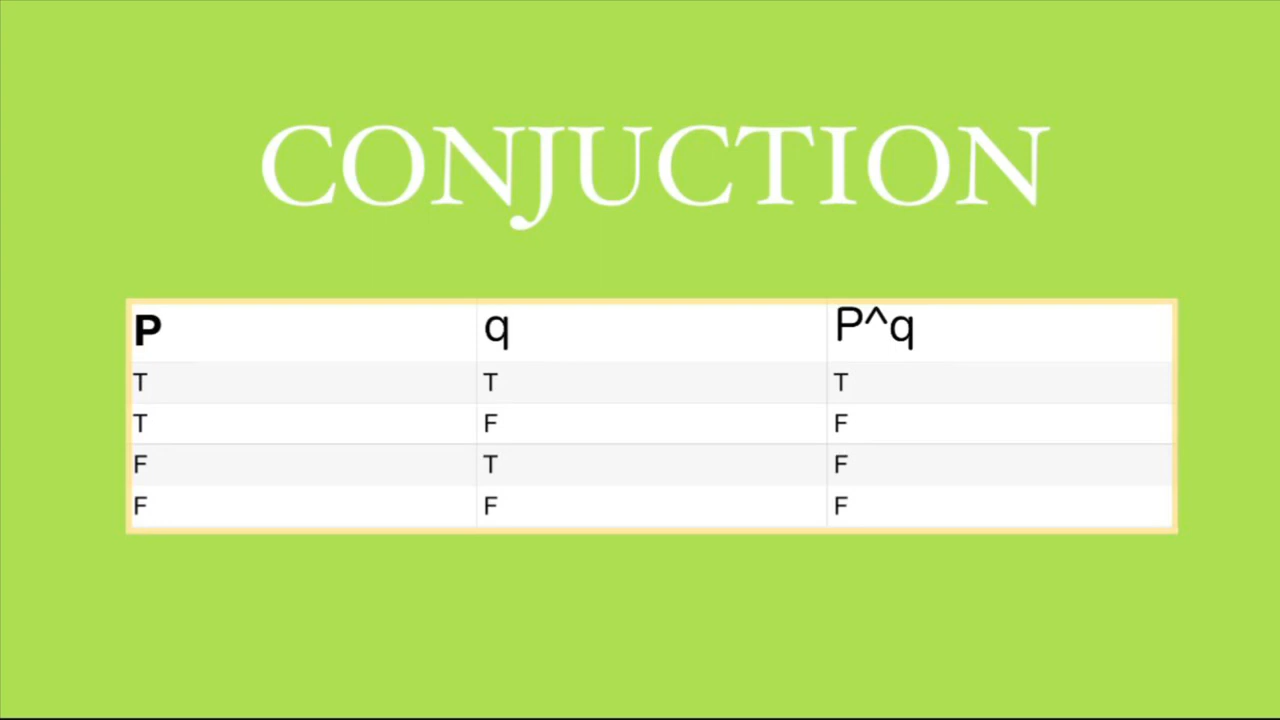 CONJUCTION
P q P^q
T T T
T F F
F T F
F F F